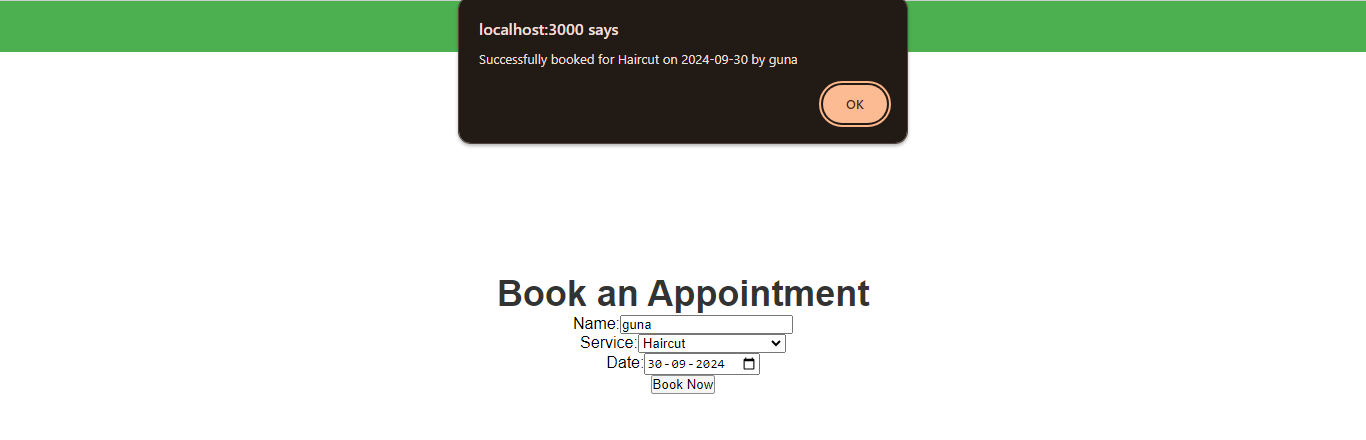 localhost:3000 says
Successfully booked for Haircut on 2024-09-30 by guna
OK
Book an Appointment
Name:guna
Service:Haircut
Date:30-09-2024
Book Now